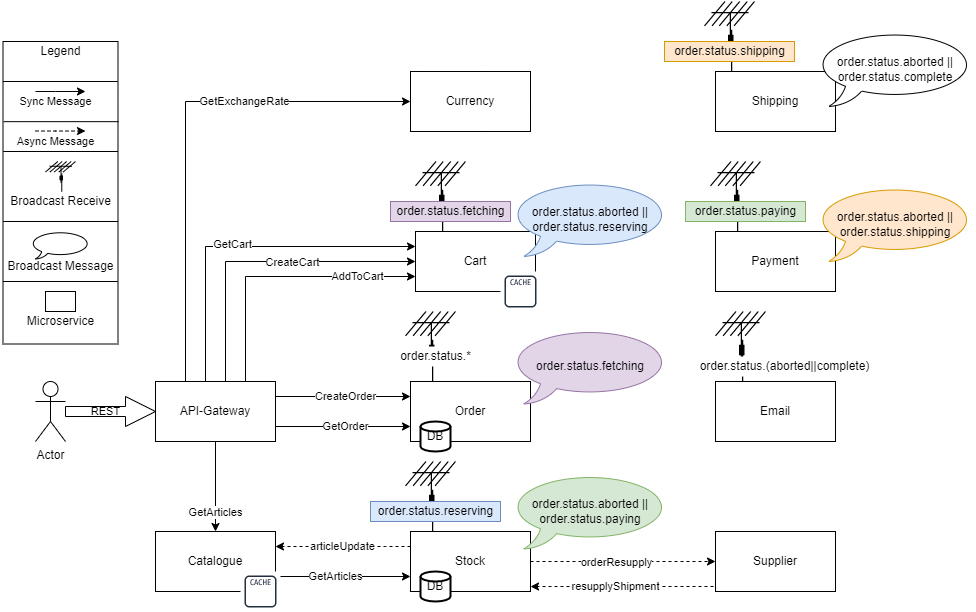 Legend
Sync Message
Async Message
Broadcast Receive
Broadcast Message
Microservice
GetExchangeRate
Currency
order.status.shipping
Shipping
order.status.aborted ||
order.status.complete
order.status.fetching
order.status.aborted ||
order.status.reserving
GetCart
CreateCart
AddToCart
Cart
CACHE
order.status.paying
order.status.aborted ||
order.status.shipping
Payment
order.status.*
order.status.fetching
order.status.(aborted||complete)
Actor
REST
API-Gateway
CreateOrder
GetOrder
Order
DB
Email
order.status.reserving
order.status.aborted ||
order.status.paying
GetArticles
Catalogue
CACHE
articleUpdate
GetArticles
Stock
DB
orderResupply
resupplyShipment
Supplier